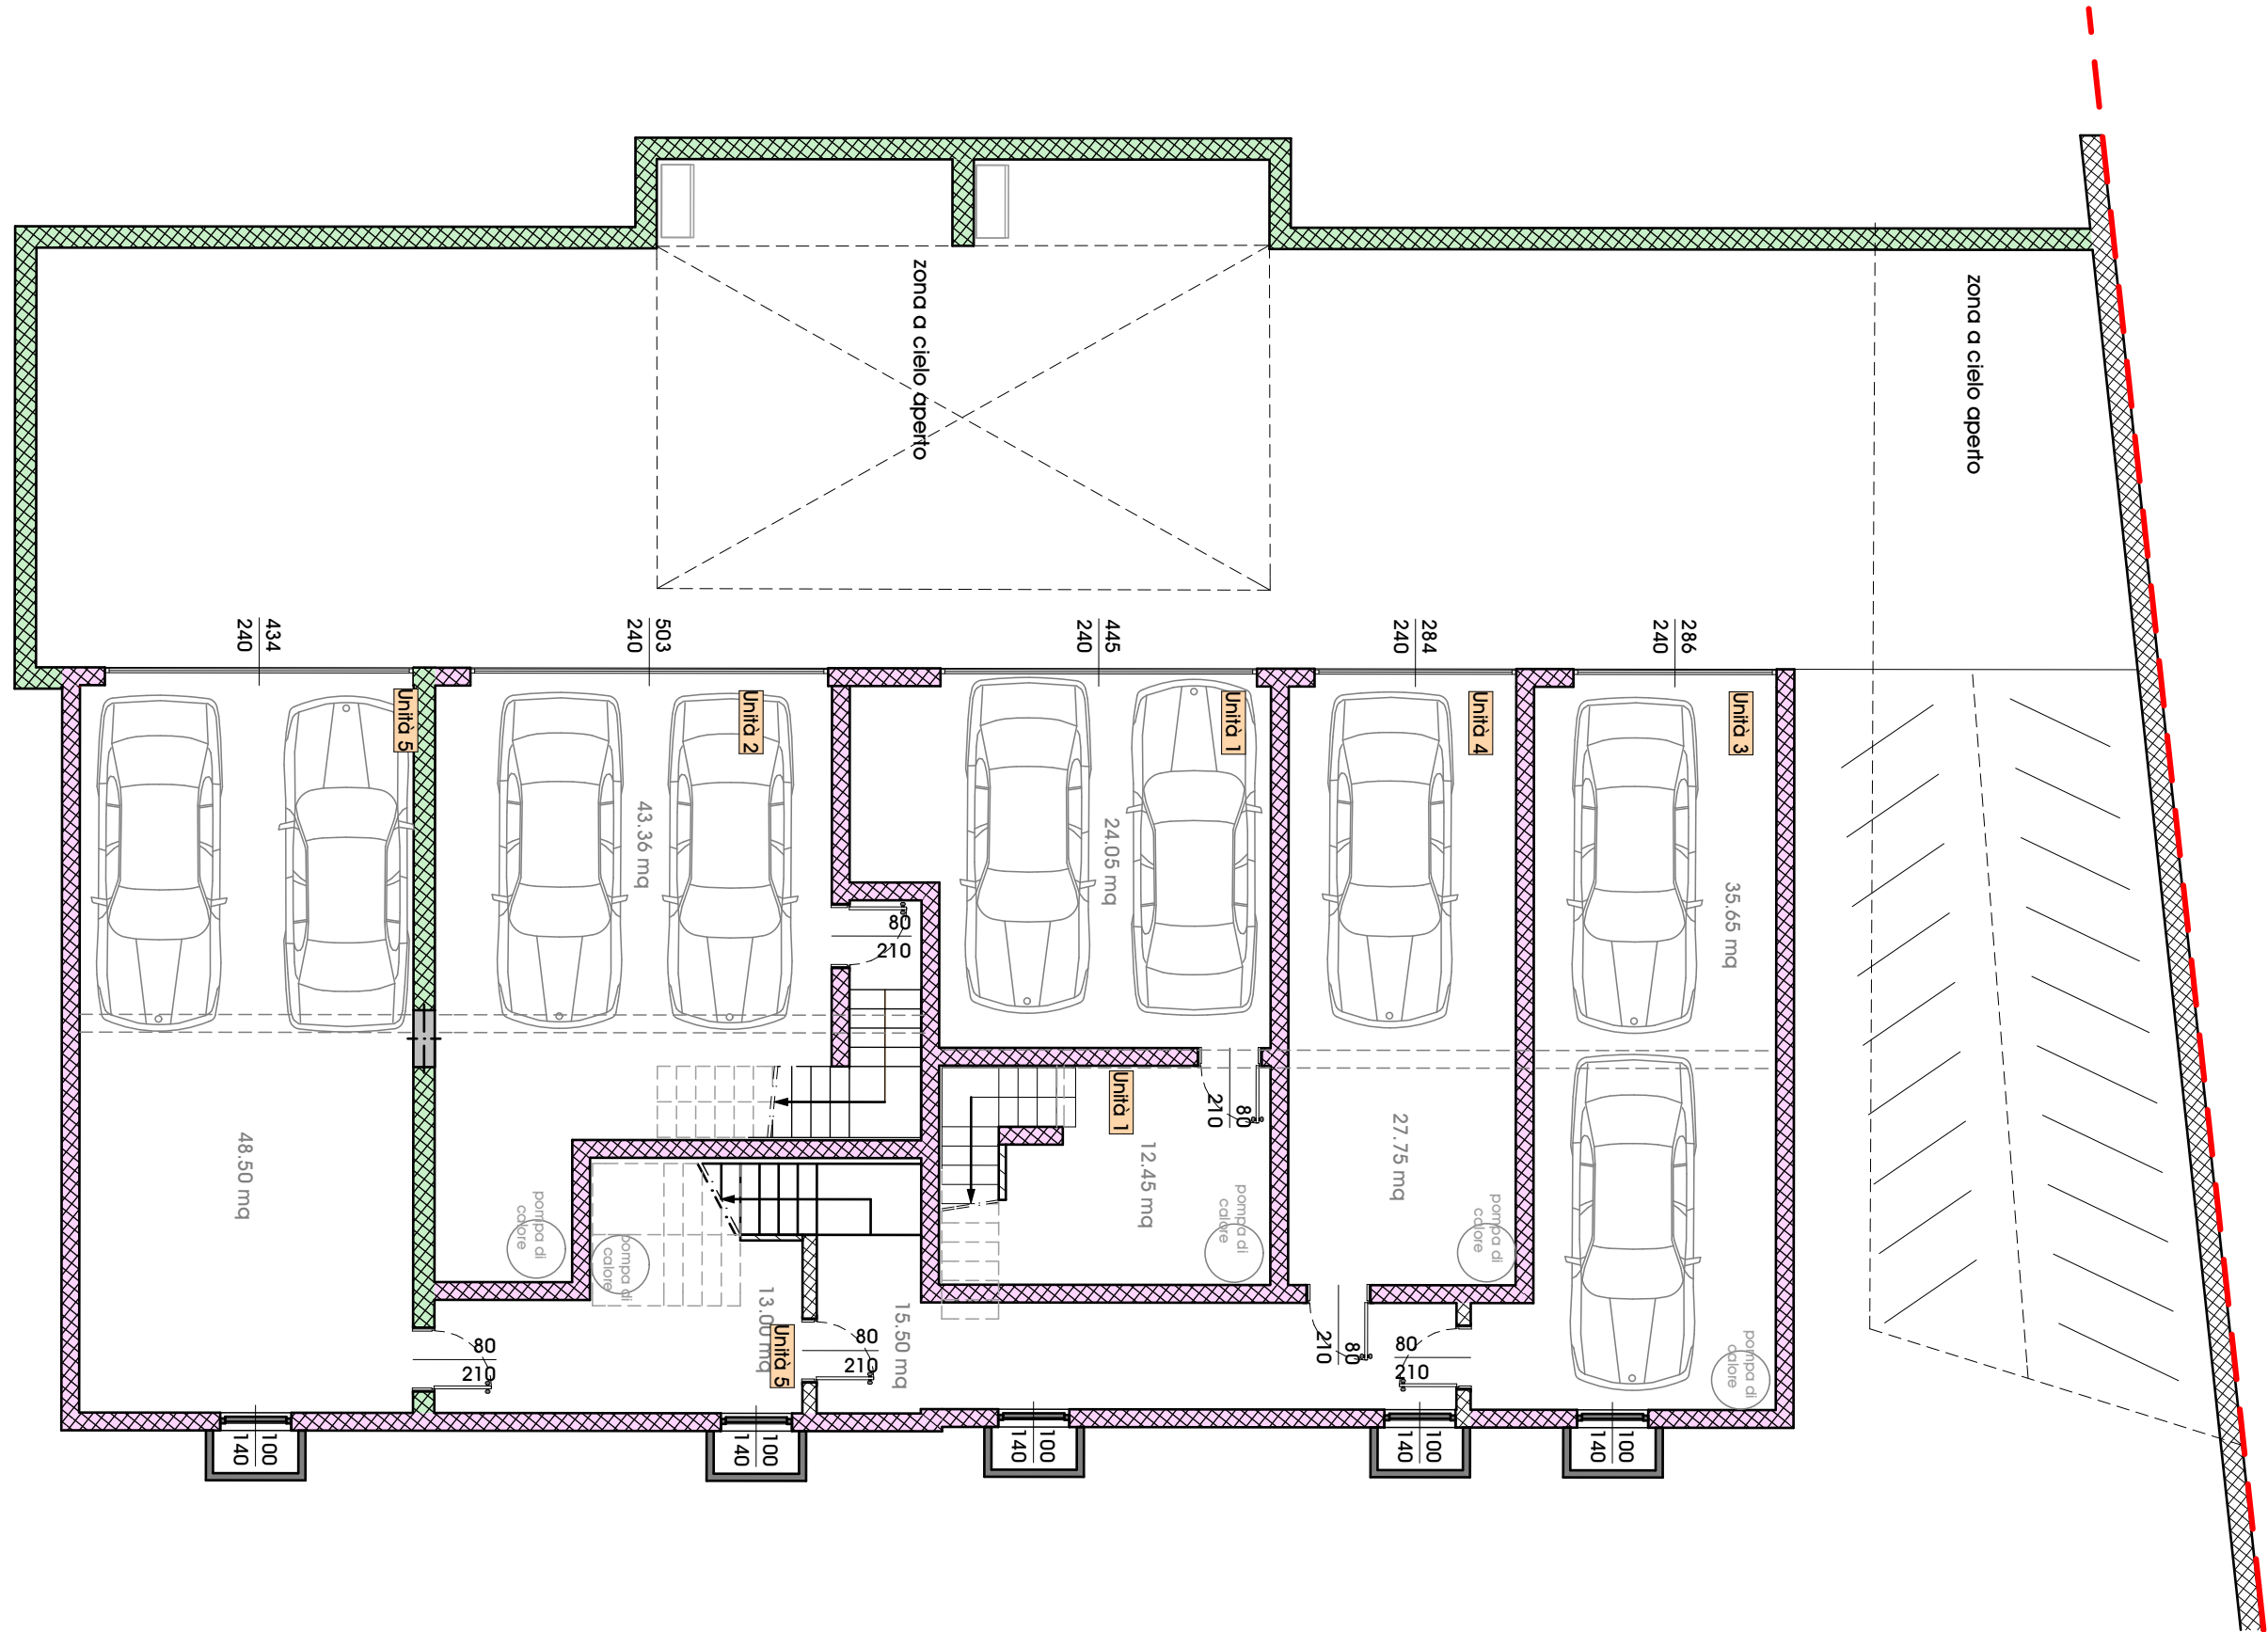 zona a cielo aperto
zona a cielo aperto
434
240
503
240
445
240
284
240
286
240
Unità 5
Unità 2
Unità 1
Unità 4
Unità 3
43.36 mq
24.05 mq
35.65 mq
80
210
48.50 mq
Unità 1
80
210
12.45 mq
27.75 mq
pompa di
calore
pompa di
calore
pompa di
calore
pompa di
calore
pompa di
calore
13.00 mq
Unità 5
15.50 mq
80
210
80
210
80
210
80
210
100
140
100
140
100
140
100
140
100
140